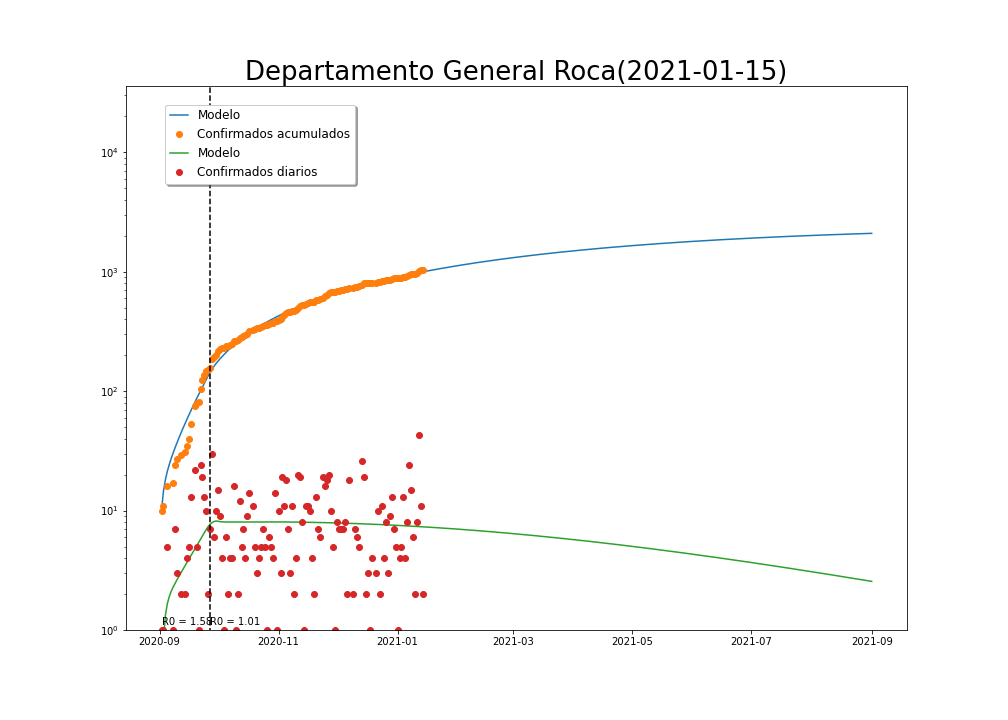 Departamento General Roca(2021-01-15)
Modelo
Confirmados acumulados
Modelo
Confirmados diarios
10⁴
10³
10²
10¹
10⁰
R0 = 1.58
R0 = 1.01
2020-09
2020-11
2021-01
2021-03
2021-05
2021-07
2021-09